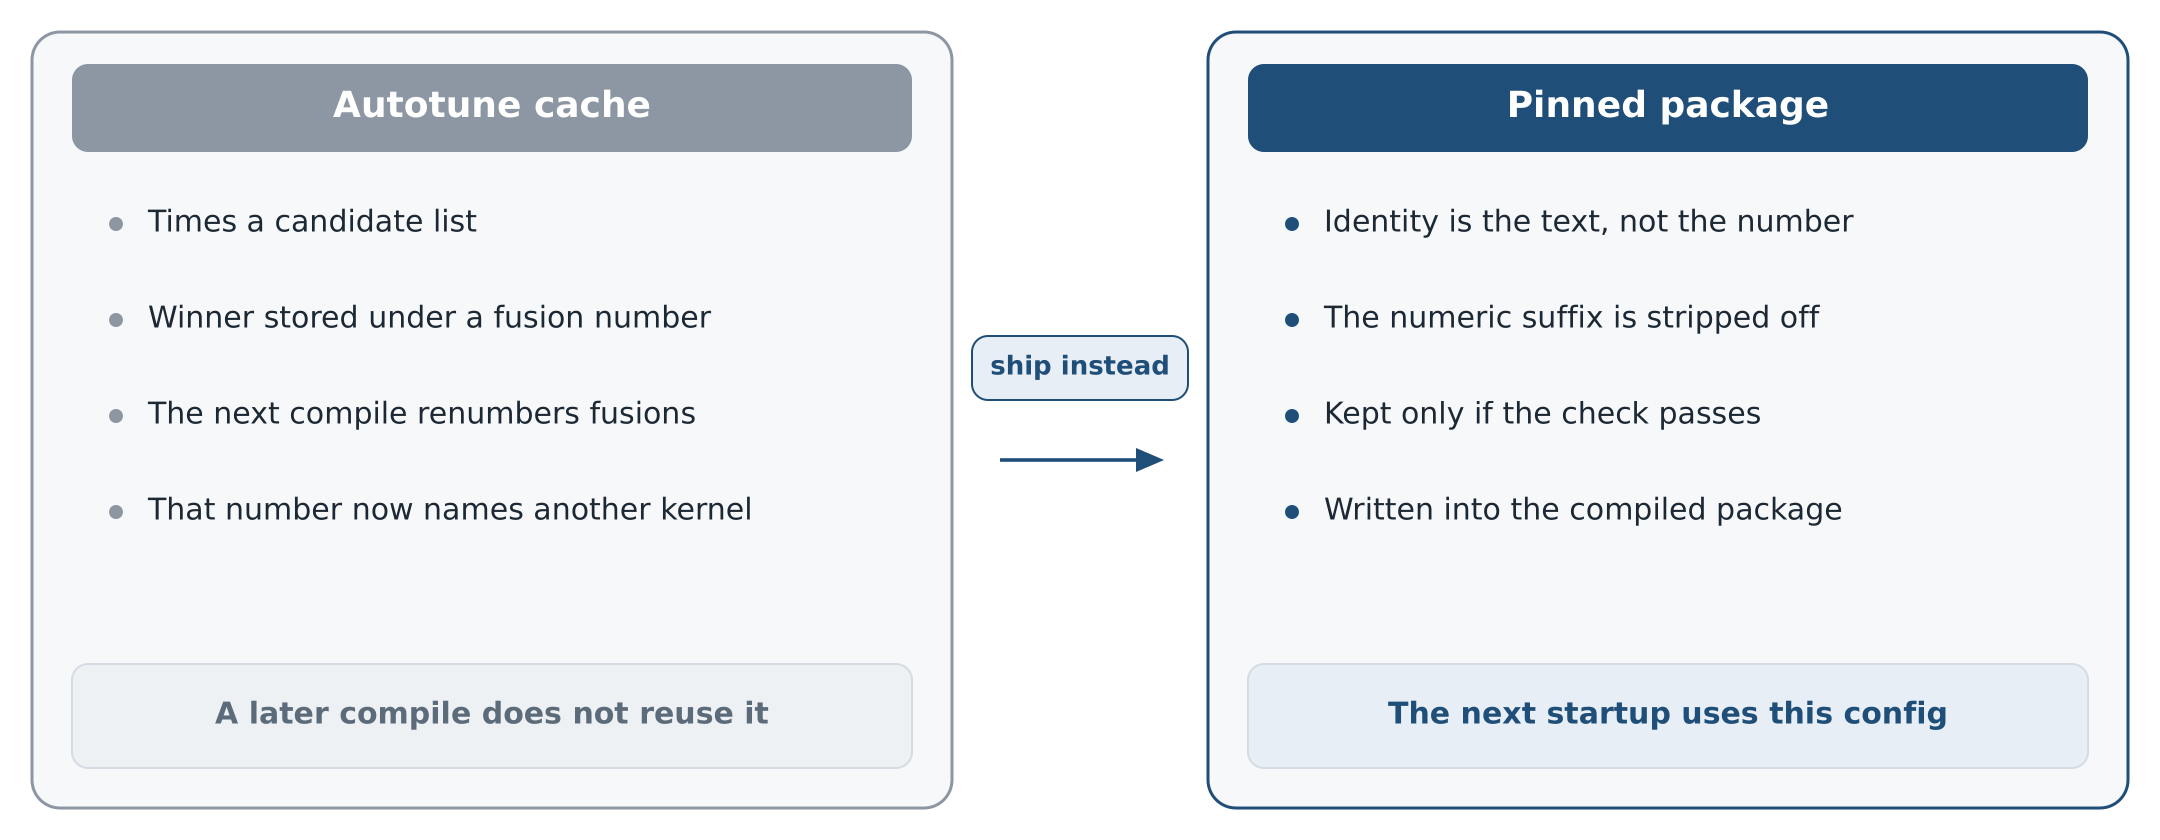 Autotune cache
Times a candidate list
Winner stored under a fusion number
The next compile renumbers fusions
That number now names another kernel
A later compile does not reuse it
ship instead
Pinned package
Identity is the text, not the number
The numeric suffix is stripped off
Kept only if the check passes
Written into the compiled package
The next startup uses this config